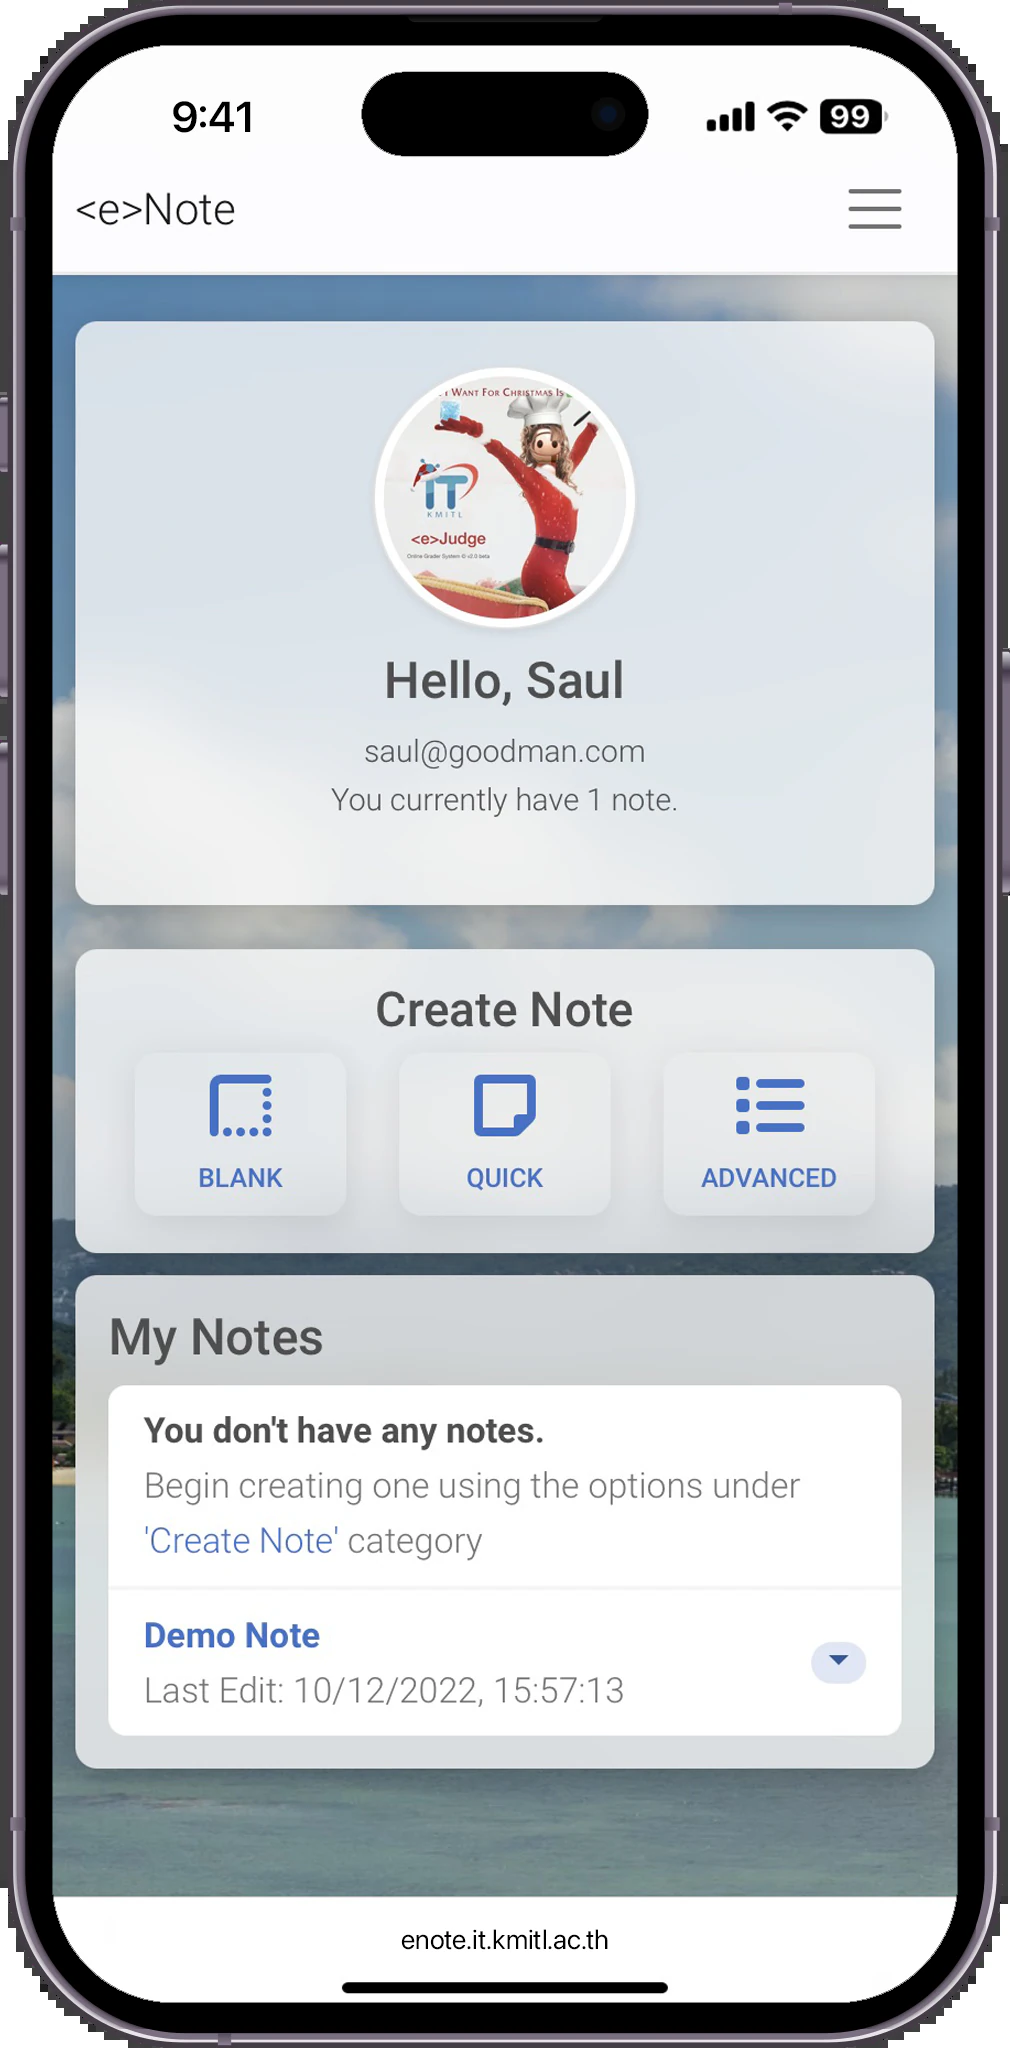 9:41
99
<e>Note
I WANT FOR CHRISTMAS IS
IT
KMITL
<e>Judge
Online Grader System © v2.0 beta
Hello, Saul
saul@goodman.com
You currently have 1 note.
Create Note
BLANK
QUICK
ADVANCED
My Notes
You don't have any notes.
Begin creating one using the options under
'Create Note' category
Demo Note
Last Edit: 10/12/2022, 15:57:13
enote.it.kmitl.ac.th